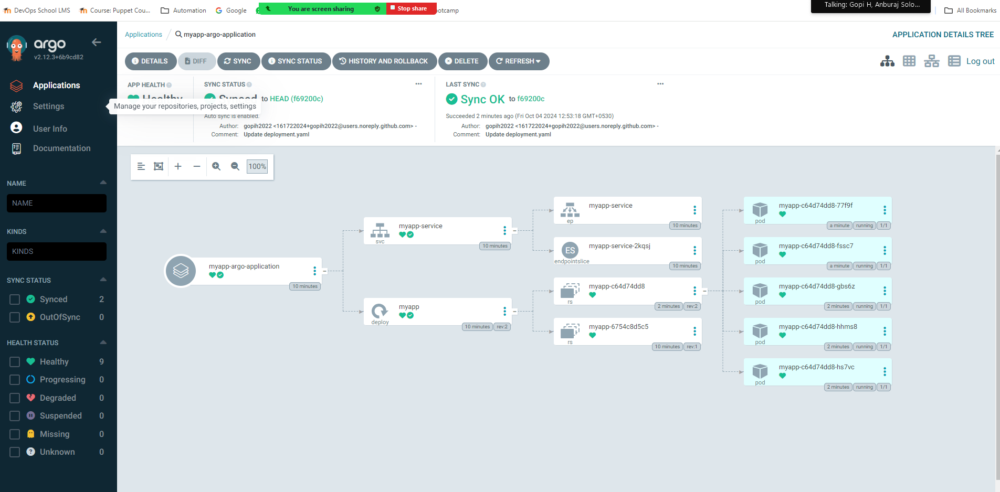 DevOps School LMS
Course: Puppet Cou...
Automation
Google
You are screen sharing
Stop share
ootcamp
Talking: Gopi H, Anburaj Solo...
All Bookmarks
argo
v2.12.3+6b9cd82
Applications
Settings
User Info
Documentation
NAME
NAME
KINDS
KINDS
SYNC STATUS
Synced 2
OutOfSync 0
HEALTH STATUS
Healthy 9
Progressing 0
Degraded 0
Suspended 0
Missing 0
Unknown 0
Applications / myapp-argo-application
APPLICATION DETAILS TREE
DETAILS DIFF SYNC SYNC STATUS HISTORY AND ROLLBACK DELETE REFRESH
Log out
APP HEALTH
Healthy
Manage your repositories, projects, settings
SYNC STATUS
Synced to HEAD (f69200c)
Auto sync is enabled.
Author: gopih2022 <161722024+gopih2022@users.noreply.github.com> -
Comment: Update deployment.yaml
LAST SYNC
Sync OK to f69200c
Succeeded 2 minutes ago (Fri Oct 04 2024 12:53:18 GMT+0530)
Author: gopih2022 <161722024+gopih2022@users.noreply.github.com> -
Comment: Update deployment.yaml
100%
myapp-argo-application
10 minutes
myapp-service
svc
10 minutes
myapp
deploy
10 minutes rev:2
myapp-service
ep
10 minutes
ES
myapp-service-2kqsj
endpointslice
10 minutes
myapp-c64d74dd8
rs
2 minutes rev:2
myapp-6754c8d5c5
rs
10 minutes rev:1
myapp-c64d74dd8-77f9f
pod
a minute running 1/1
myapp-c64d74dd8-fssc7
pod
a minute running 1/1
myapp-c64d74dd8-gbs6z
pod
2 minutes running 1/1
myapp-c64d74dd8-hhms8
pod
2 minutes running 1/1
myapp-c64d74dd8-hs7vc
pod
2 minutes running 1/1